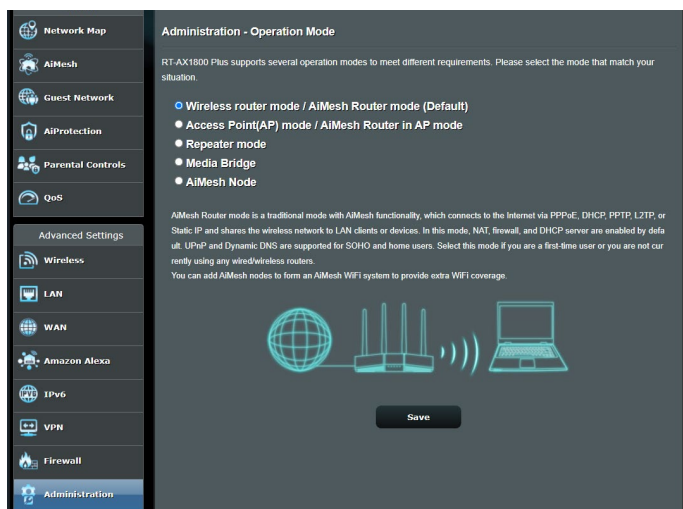 Network Map
AiMesh
Guest Network
AiProtection
Parental Controls
QoS
Advanced Settings
Wireless
LAN
WAN
Amazon Alexa
IPV6
IPv6
VPN
Firewall
Administration
Administration - Operation Mode
RT-AX1800 Plus supports several operation modes to meet different requirements. Please select the mode that match your
situation.
Wireless router mode / AiMesh Router mode (Default)
Access Point(AP) mode / AiMesh Router in AP mode
Repeater mode
Media Bridge
AiMesh Node
AiMesh Router mode is a traditional mode with AiMesh functionality, which connects to the Internet via PPPoE, DHCP, PPTP, L2TP, or
Static IP and shares the wireless network to LAN clients or devices. In this mode, NAT, firewall, and DHCP server are enabled by defa
ult. UPnP and Dynamic DNS are supported for SOHO and home users. Select this mode if you are a first-time user or you are not cur
rently using any wired/wireless routers.
You can add AiMesh nodes to form an AiMesh WiFi system to provide extra WiFi coverage.
Save